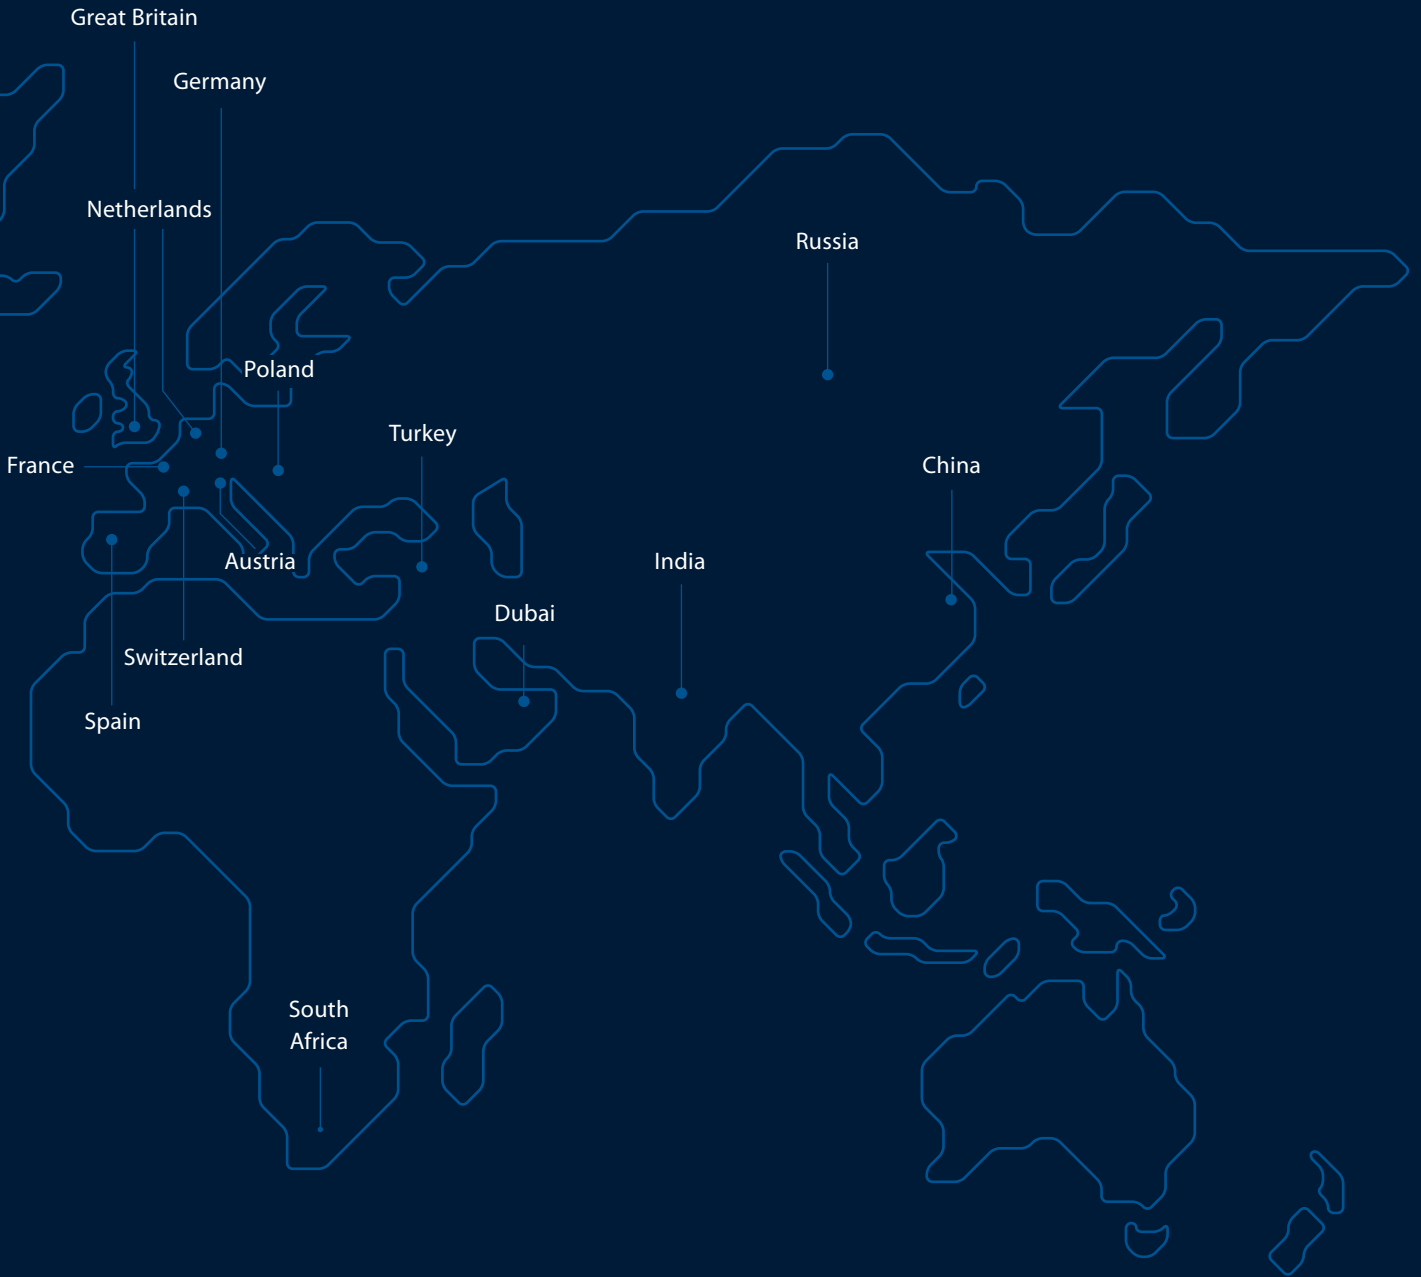 Great Britain
Germany
Netherlands
Russia
Poland
Turkey
France
China
Austria
India
Dubai
Switzerland
Spain
South
Africa